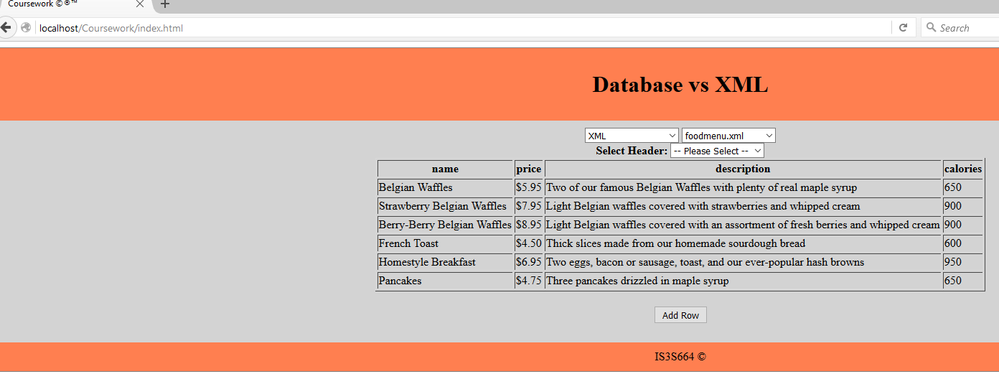 Coursework ©®™
localhost/Coursework/index.html
Search
Database vs XML
XML foodmenu.xml
Select Header: -- Please Select --
name price description calories
Belgian Waffles $5.95 Two of our famous Belgian Waffles with plenty of real maple syrup 650
Strawberry Belgian Waffles $7.95 Light Belgian waffles covered with strawberries and whipped cream 900
Berry-Berry Belgian Waffles $8.95 Light Belgian waffles covered with an assortment of fresh berries and whipped cream 900
French Toast $4.50 Thick slices made from our homemade sourdough bread 600
Homestyle Breakfast $6.95 Two eggs, bacon or sausage, toast, and our ever-popular hash browns 950
Pancakes $4.75 Three pancakes drizzled in maple syrup 650
Add Row
IS3S664 ©